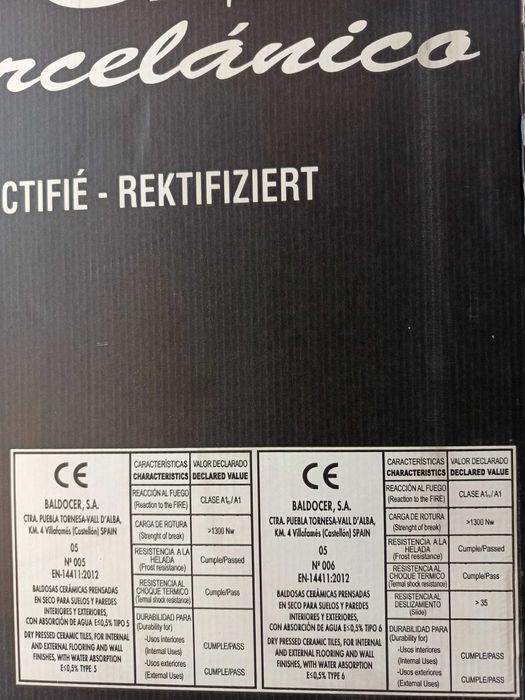 rcelánico
CTIFIÉ - REKTIFIZIERT
CE
BALDOCER, S.A.
CTRA. PUEBLA TORNESA-VALL D'ALBA,
KM. 4 Villafamés (Castellón) SPAIN
05
Nº 005
EN-14411:2012
BALDOSAS CERÁMICAS PRENSADAS
EN SECO PARA SUELOS Y PAREDES
INTERIORES Y EXTERIORES,
CON ABSORCIÓN DE AGUA E≤0,5% TIPO 5
DRY PRESSED CERAMIC TILES, FOR INTERNAL
AND EXTERNAL FLOORING AND WALL
FINISHES, WITH WATER ABSORPTION
E≤0,5% TYPE 5
CARACTERÍSTICAS VALOR DECLARADO
CHARACTERISTICS DECLARED VALUE
REACCIÓN AL FUEGO
(Reaction to the FIRE)
CLASE A1FL/ A1
CARGA DE ROTURA
(Strenght of break)
>1300 Nw
RESISTENCIA A LA
HELADA
(Frost resistance)
Cumple/Passed
RESISTENCIA AL
CHOQUE TERMICO
(Termal shock resistance)
Cumple/Pass
DURABILIDAD PARA
(Durability for)
-Usos interiores
(Internal Uses)
CUMPLE/PASS
-Usos exteriores
(External Uses)
CUMPLE/PASS
CE
BALDOCER, S.A.
CTRA. PUEBLA TORNESA-VALL D'ALBA,
KM. 4 Villafamés (Castellón) SPAIN
05
Nº 006
EN-14411:2012
BALDOSAS CERÁMICAS PRENSADAS
EN SECO PARA SUELOS Y PAREDES
INTERIORES Y EXTERIORES,
CON ABSORCIÓN DE AGUA E≤0,5% TIPO 6
DRY PRESSED CERAMIC TILES, FOR INTERNAL
AND EXTERNAL FLOORING AND WALL
FINISHES, WITH WATER ABSORPTION
E≤0,5% TYPE 6
CARACTERÍSTICAS VALOR DECLARADO
CHARACTERISTICS DECLARED VALUE
REACCIÓN AL FUEGO
(Reaction to the FIRE)
CLASE A1FL/ A1
CARGA DE ROTURA
(Strenght of break)
>1300 Nw
RESISTENCIA A LA
HELADA
(Frost resistance)
Cumple/Passed
RESISTENCIA AL
CHOQUE TERMICO
(Termal shock resistance)
Cumple/Pass
RESISTENCIA AL
DESLIZAMIENTO
(Slide)
> 35
DURABILIDAD PARA
(Durability for)
-Usos interiores
(Internal Uses)
CUMPLE/PASS
-Usos exteriores
(External Uses)
CUMPLE/PASS